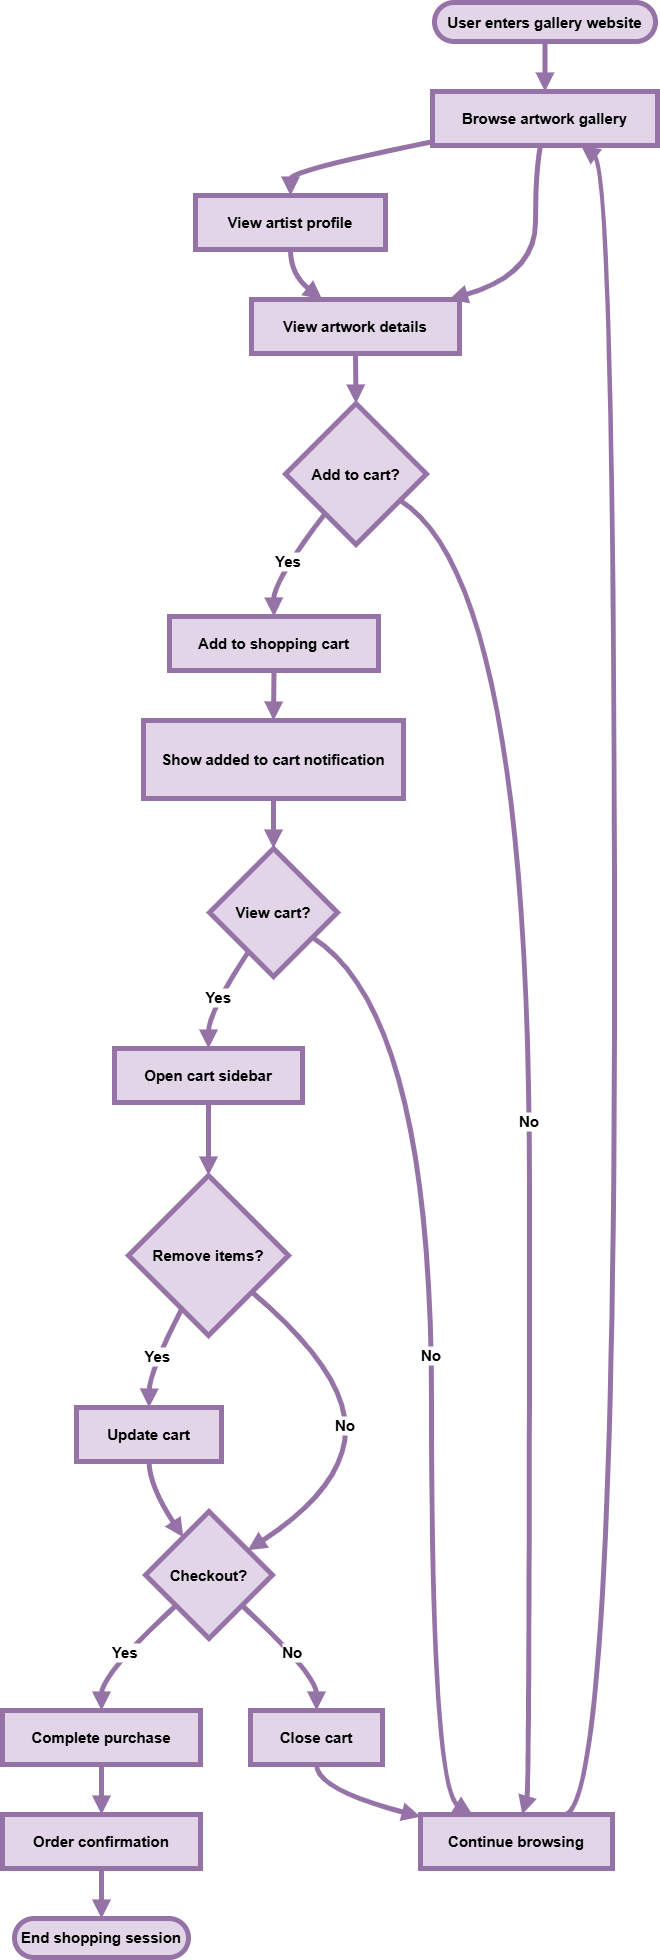 User enters gallery website
Browse artwork gallery
View artist profile
View artwork details
Add to cart?
Yes
Add to shopping cart
Show added to cart notification
View cart?
Yes
Open cart sidebar
No
Remove items?
No
Yes
Update cart
No
Checkout?
Yes
No
Complete purchase
Close cart
Order confirmation
Continue browsing
End shopping session